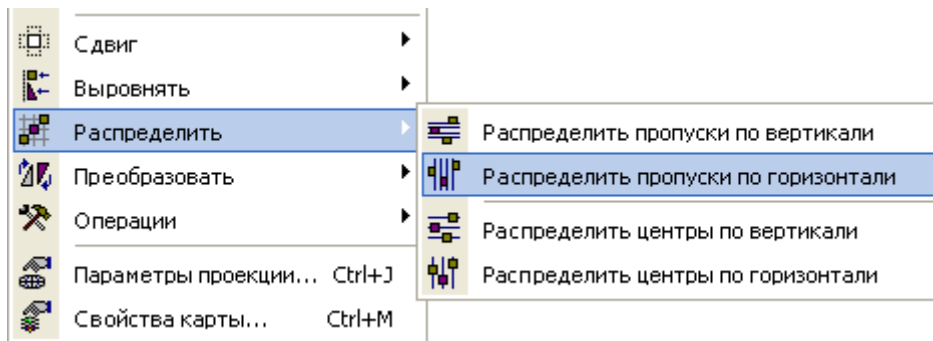 Сдвиг
Выровнять
Распределить
Преобразовать
Операции
Параметры проекции... Ctrl+J
Свойства карты... Ctrl+M
Распределить пропуски по вертикали
Распределить пропуски по горизонтали
Распределить центры по вертикали
Распределить центры по горизонтали